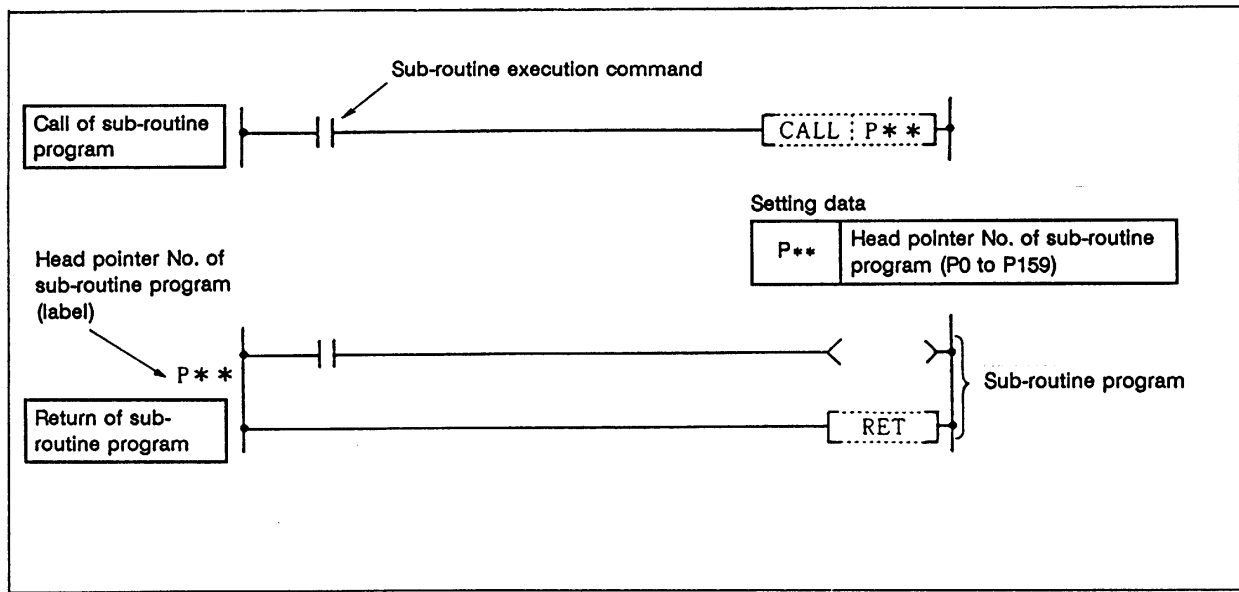 Sub-routine execution command
Call of sub-routine
program
CALL P**
Setting data
P** Head pointer No. of sub-routine
program (P0 to P159)
Head pointer No. of
sub-routine program
(label)
P**
Sub-routine program
Return of sub-
routine program
RET